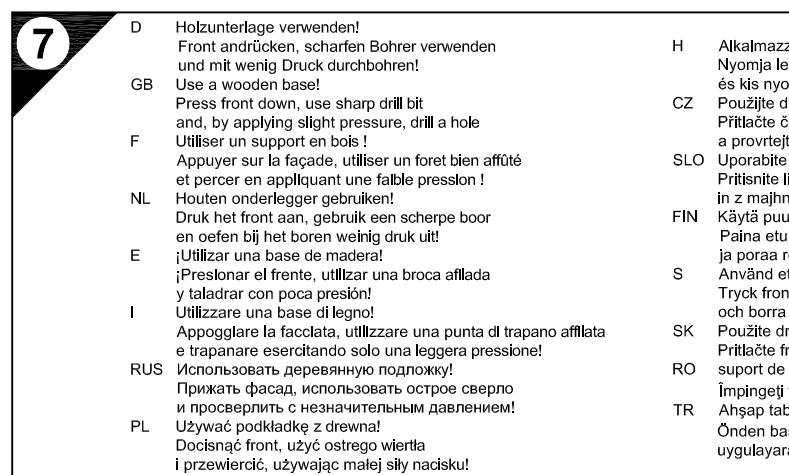 7
D Holzunterlage verwenden!
Front andrücken, scharfen Bohrer verwenden
und mit wenig Druck durchbohren!
GB Use a wooden base!
Press front down, use sharp drill bit
and, by applying slight pressure, drill a hole
F Utiliser un support en bois !
Appuyer sur la façade, utiliser un foret bien affûté
et percer en appliquant une faible pression !
NL Houten onderlegger gebruiken!
Druk het front aan, gebruik een scherpe boor
en oefen bij het boren weinig druk uit!
E ¡Utilizar una base de madera!
¡Presionar el frente, utilizar una broca afilada
y taladrar con poca presión!
I Utilizzare una base di legno!
Appoggiare la facciata, utilizzare una punta di trapano affilata
e trapanare esercitando solo una leggera pressione!
RUS Использовать деревянную подложку!
Прижать фасад, использовать острое сверло
и просверлить с незначительным давлением!
PL Używać podkładkę z drewna!
Docisnąć front, użyć ostrego wiertła
i przewiercić, używając małej siły nacisku!
H
Nyomja
és kis
CZ Použijte
Přitlačte
a
SLO Uporabite
Pritisnite
in z
FIN Käytä
Paina
ja poraa
S Använd
Tryck
och borra
SK Použite
Pritlačte
RO suport de
Împingeţi
TR Ahşap
Önden